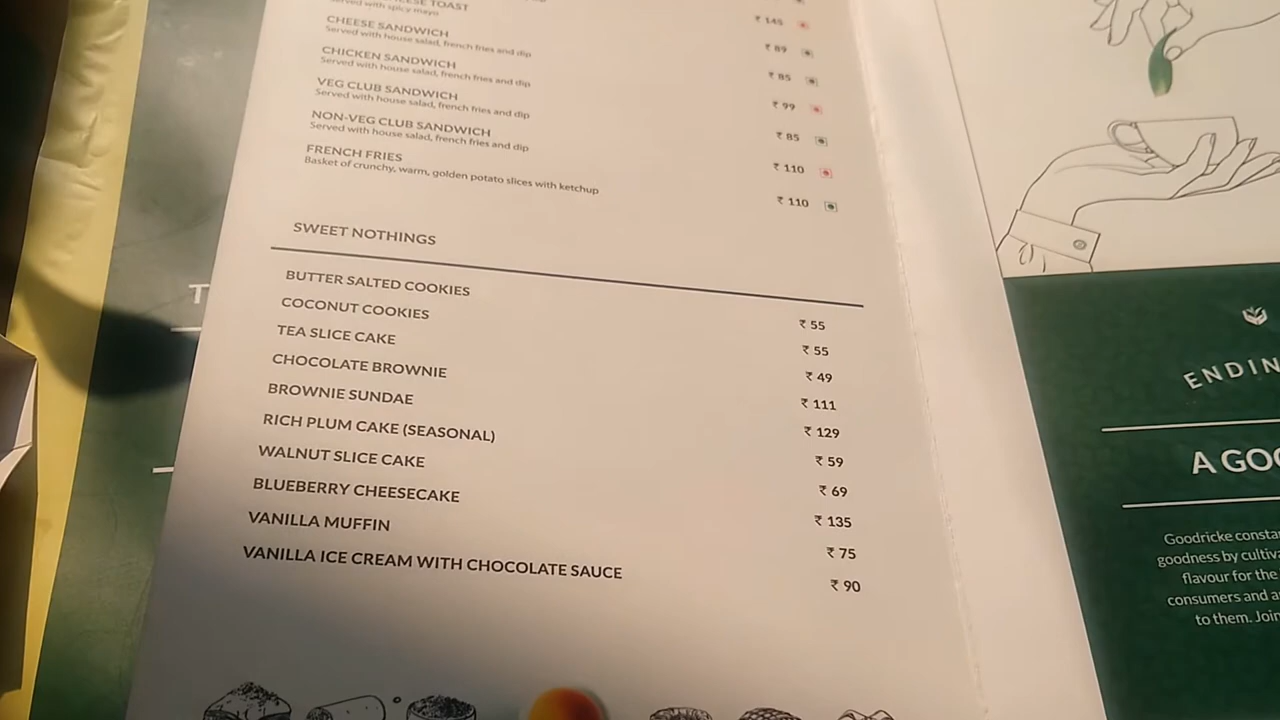 EESE TOAST
Served with spicy mayo
₹ 145
CHEESE SANDWICH
Served with house salad, french fries and dip
₹ 89
CHICKEN SANDWICH
Served with house salad, french fries and dip
₹ 85
VEG CLUB SANDWICH
Served with house salad, french fries and dip
₹ 99
NON-VEG CLUB SANDWICH
Served with house salad, french fries and dip
₹ 85
FRENCH FRIES
Basket of crunchy, warm, golden potato slices with ketchup
₹ 110
₹ 110
SWEET NOTHINGS
BUTTER SALTED COOKIES ₹ 55
COCONUT COOKIES ₹ 55
TEA SLICE CAKE ₹ 49
CHOCOLATE BROWNIE ₹ 111
BROWNIE SUNDAE ₹ 129
RICH PLUM CAKE (SEASONAL) ₹ 59
WALNUT SLICE CAKE ₹ 69
BLUEBERRY CHEESECAKE ₹ 135
VANILLA MUFFIN ₹ 75
VANILLA ICE CREAM WITH CHOCOLATE SAUCE ₹ 90
T
ENDIN
A GOO
Goodricke consta
goodness by cultiva
flavour for the
consumers and a
to them. Join